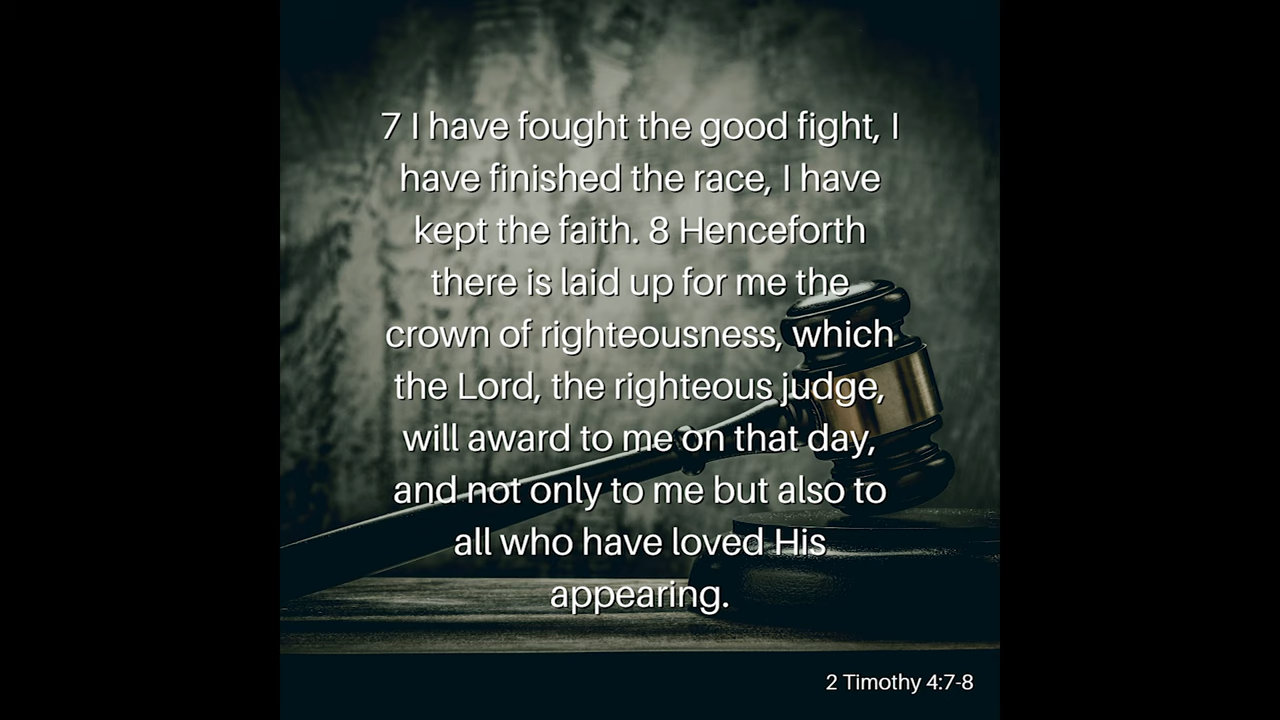 7 I have fought the good fight, I
have finished the race, I have
kept the faith. 8 Henceforth
there is laid up for me the
crown of righteousness, which
the Lord, the righteous judge,
will award to me on that day,
and not only to me but also to
all who have loved His
appearing.
2 Timothy 4:7-8